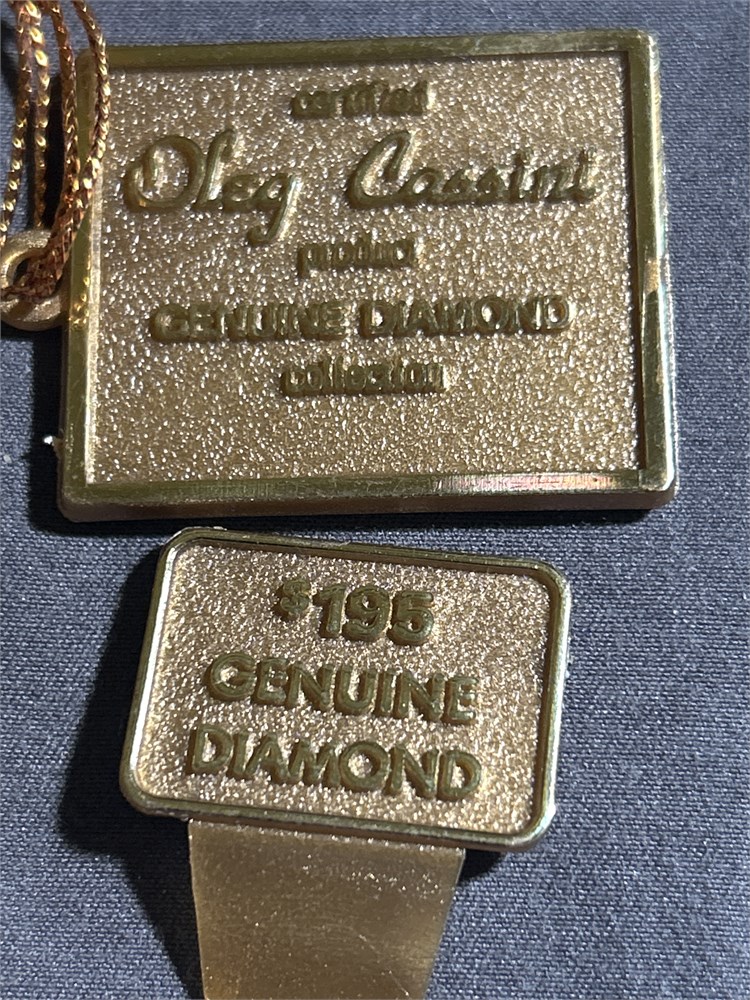 certified
Oleg Cassini
product
GENUINE DIAMOND
collection
$195
GENUINE
DIAMOND